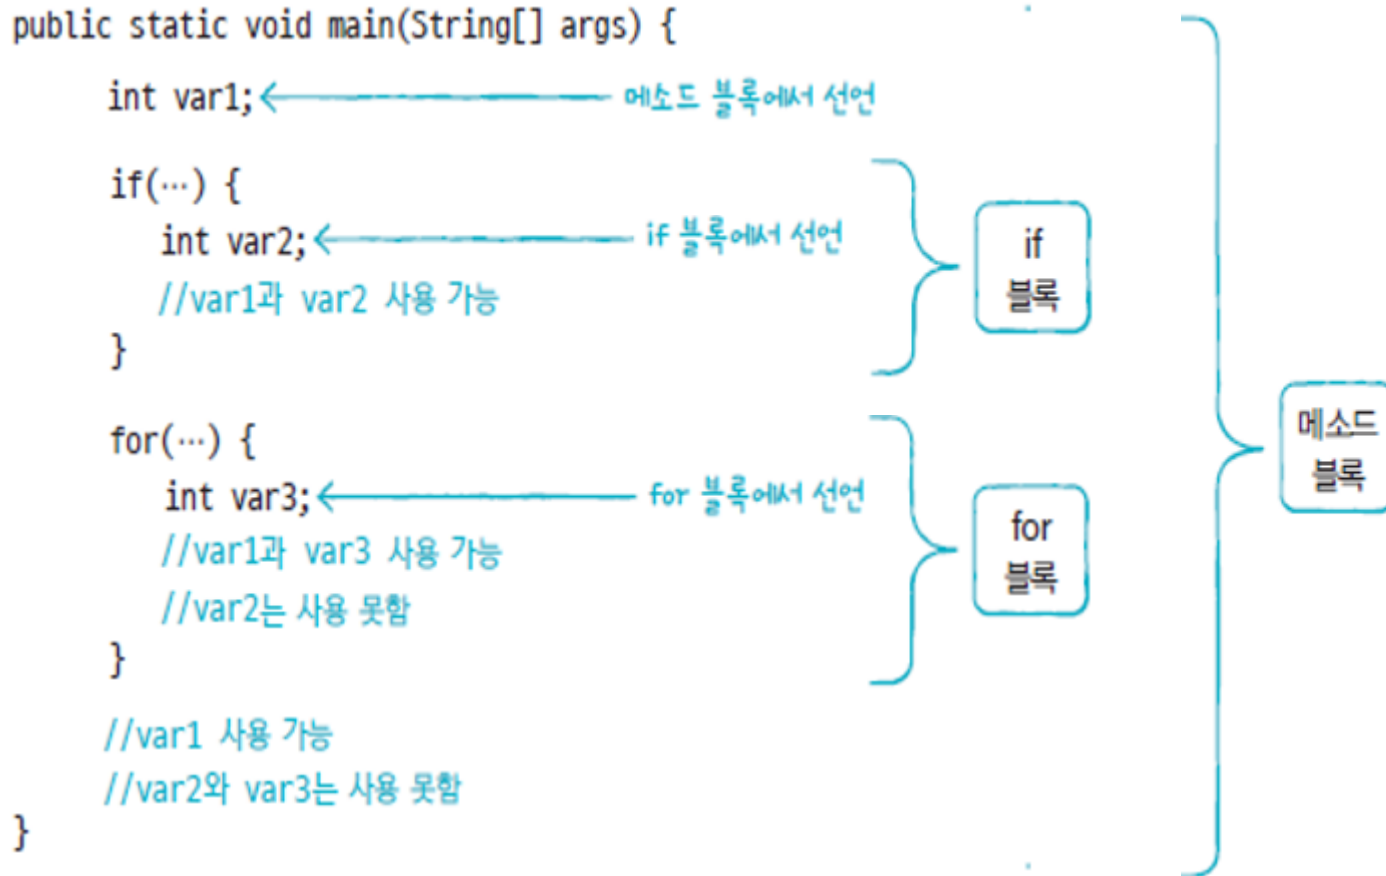 public static void main(String[] args) {
int var1; 메소드 블록에서 선언
if(…) {
int var2; if 블록에서 선언
//var1과 var2 사용 가능
}
if
블록
for(…) {
int var3; for 블록에서 선언
//var1과 var3 사용 가능
//var2는 사용 못함
}
for
블록
메소드
블록
//var1 사용 가능
//var2와 var3는 사용 못함
}